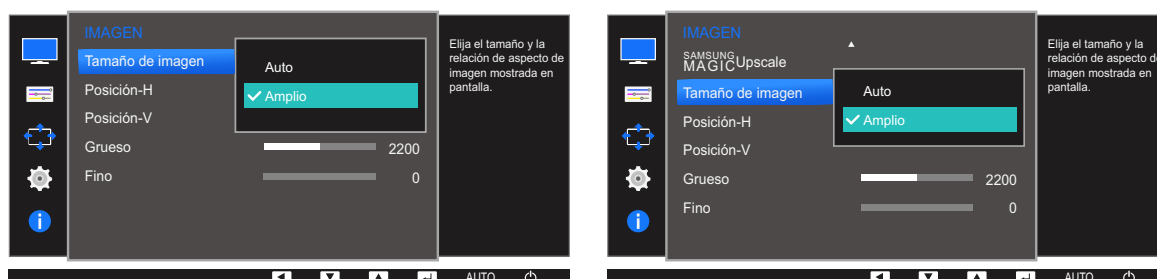 IMAGEN
Tamaño de imagen
Auto
Amplio
Posición-H
Posición-V
Grueso 2200
Fino 0
Elija el tamaño y la
relación de aspecto de
imagen mostrada en
pantalla.
AUTO
IMAGEN
SAMSUNG
MAGICUpscale
Tamaño de imagen
Auto
Amplio
Posición-H
Posición-V
Grueso 2200
Fino 0
Elija el tamaño y la
relación de aspecto de
imagen mostrada en
pantalla.
AUTO